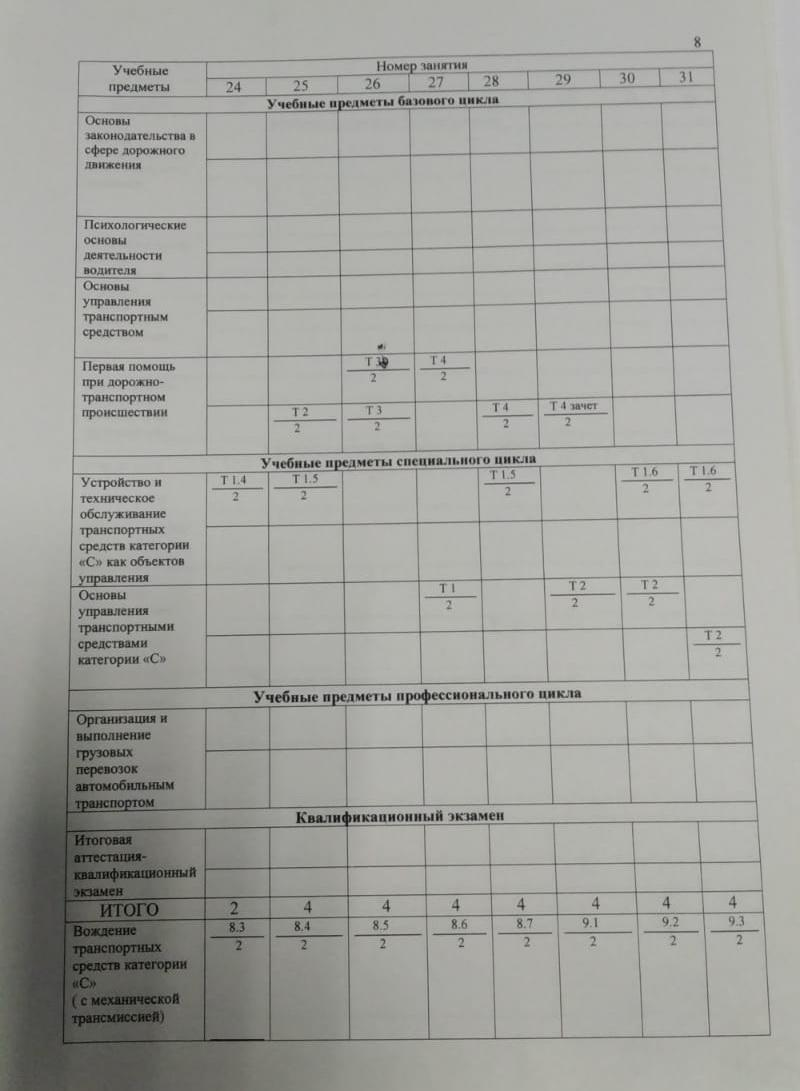 8
Учебные предметы
Номер занятия
24 25 26 27 28 29 30 31
Учебные предметы базового цикла
Основы
законодательства в
сфере дорожного
движения
Психологические
основы
деятельности
водителя
Основы
управления
транспортным
средством
Первая помощь
при дорожно-
транспортном
происшествии
Т 3 Т 4
2 2
Т 2 Т 3 Т 4 Т 4 зачет
2 2 2 2
Учебные предметы специального цикла
Устройство и
техническое
обслуживание
транспортных
средств категории
«С» как объектов
управления
Т 1.4 Т 1.5 Т 1.5 Т 1.6 Т 1.6
2 2 2 2 2
Основы
управления
транспортными
средствами
категории «С»
Т 1 Т 2 Т 2
2 2 2
Т 2
2
Учебные предметы профессионального цикла
Организация и
выполнение
грузовых
перевозок
автомобильным
транспортом
Квалификационный экзамен
Итоговая
аттестация-
квалификационный
экзамен
ИТОГО 2 4 4 4 4 4 4 4
Вождение
транспортных
средств категории
«С»
( с механической
трансмиссией)
8.3 8.4 8.5 8.6 8.7 9.1 9.2 9.3
2 2 2 2 2 2 2 2